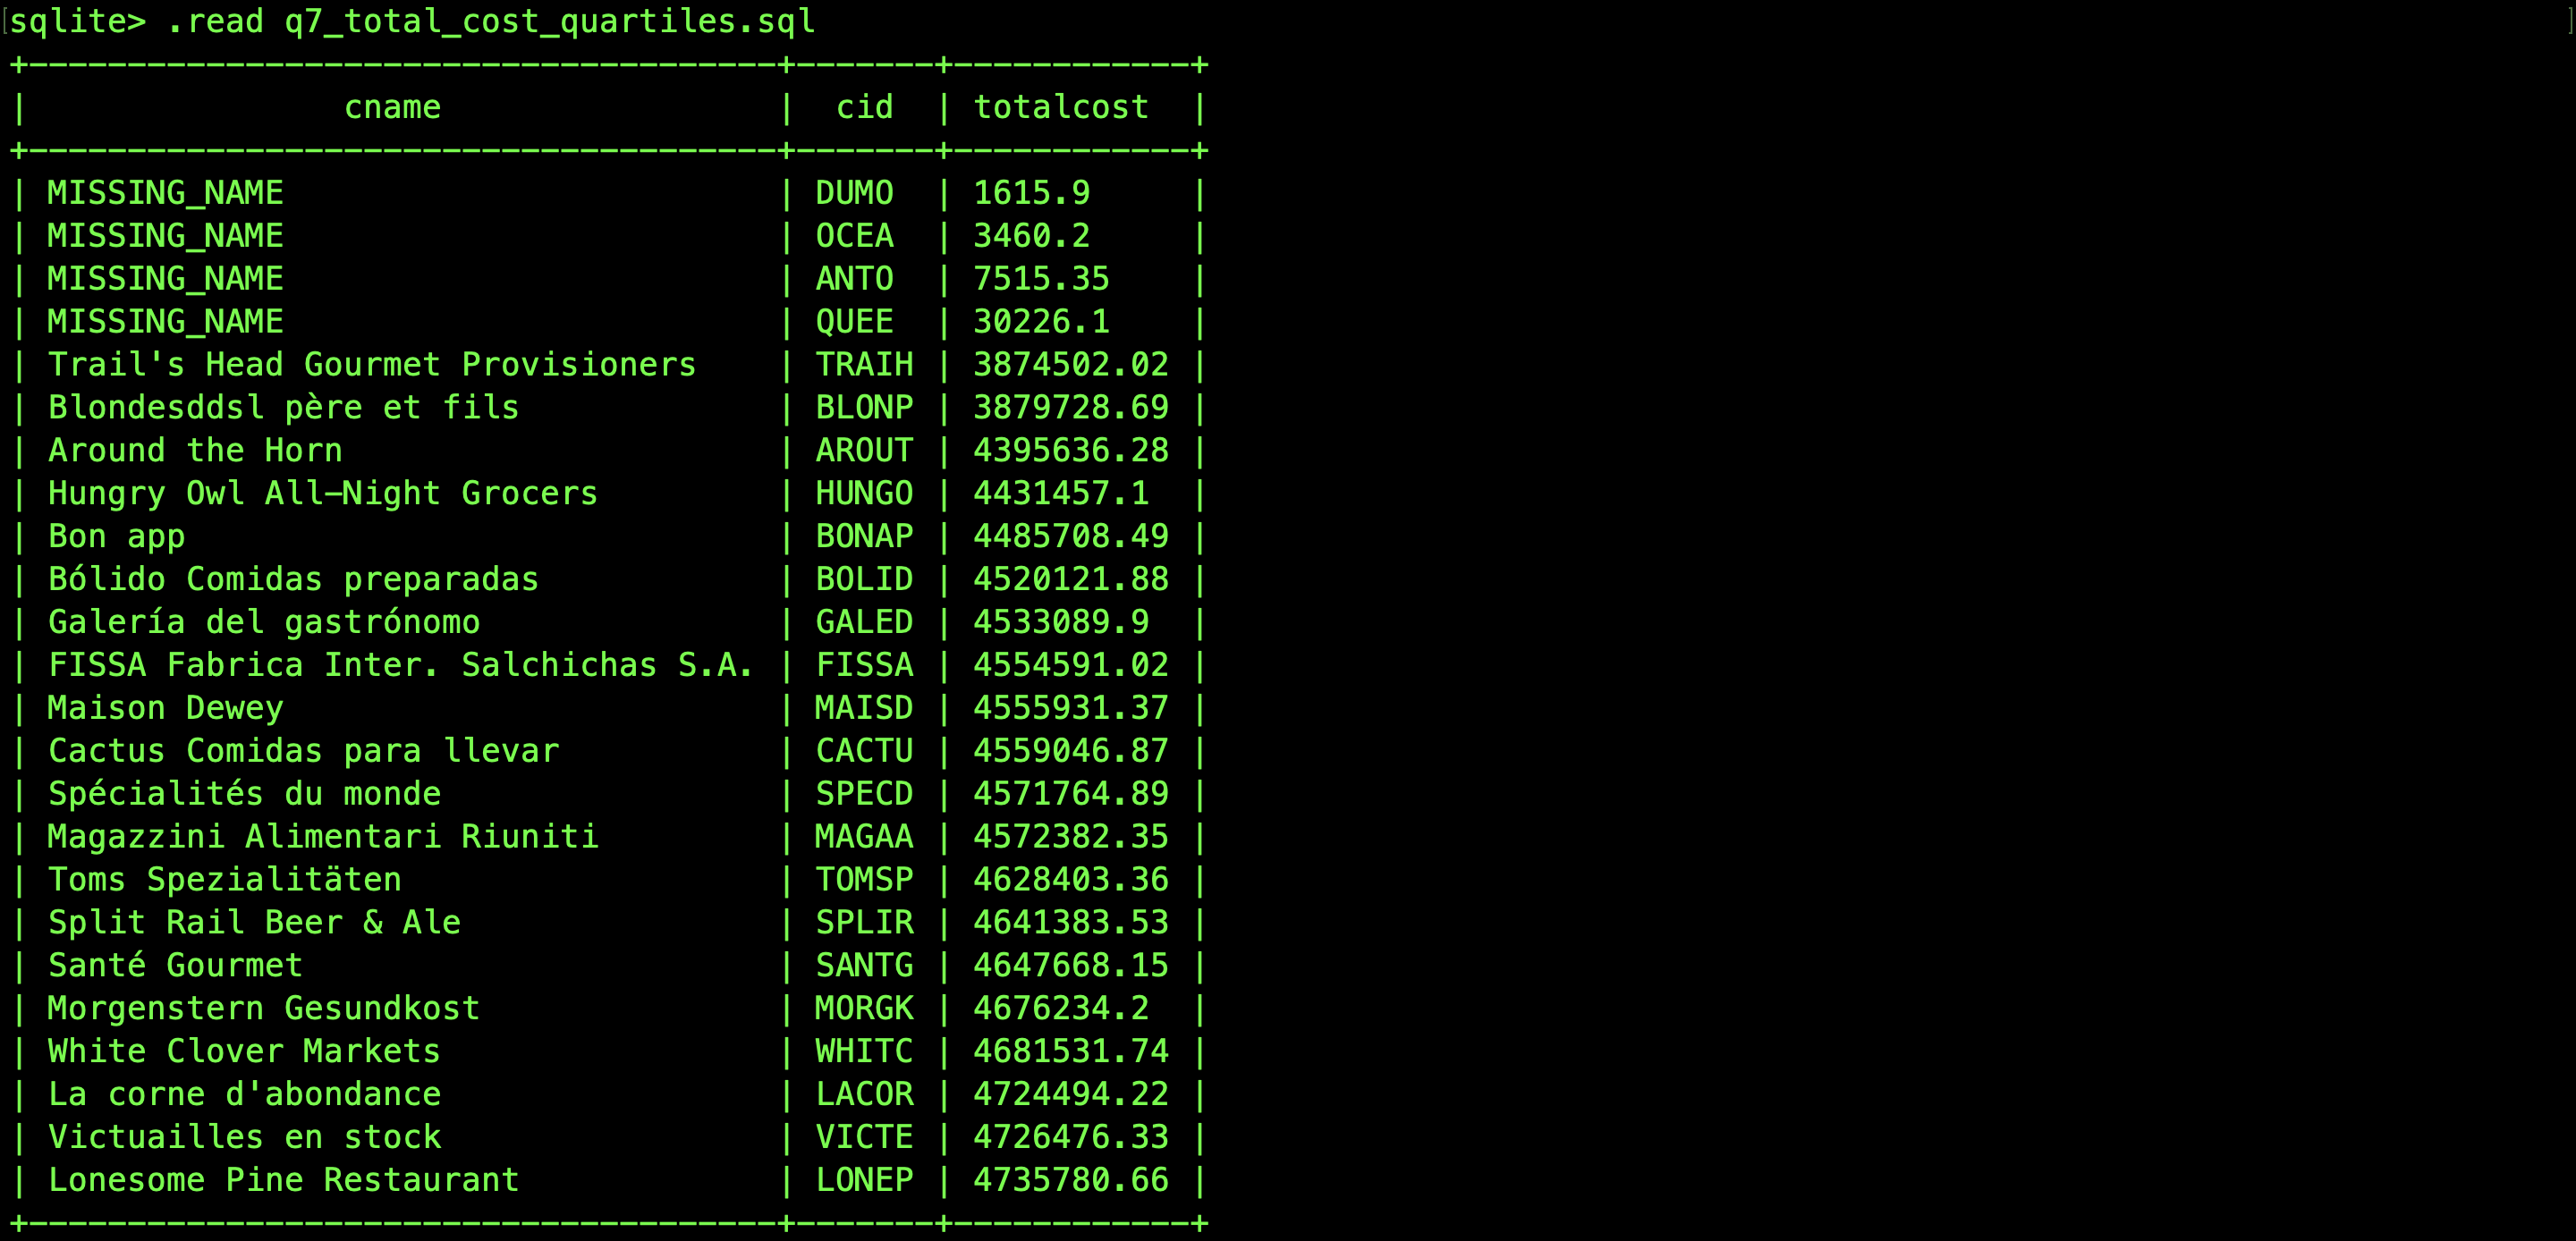 sqlite> .read q7_total_cost_quartiles.sql
+--------------------------------------+-------+------------+
|                cname                 |  cid  | totalcost  |
+--------------------------------------+-------+------------+
| MISSING_NAME                         | DUMO  | 1615.9     |
| MISSING_NAME                         | OCEA  | 3460.2     |
| MISSING_NAME                         | ANTO  | 7515.35    |
| MISSING_NAME                         | QUEE  | 30226.1    |
| Trail's Head Gourmet Provisioners    | TRAIH | 3874502.02 |
| Blondesddsl père et fils             | BLONP | 3879728.69 |
| Around the Horn                      | AROUT | 4395636.28 |
| Hungry Owl All-Night Grocers         | HUNGO | 4431457.1  |
| Bon app                              | BONAP | 4485708.49 |
| Bólido Comidas preparadas            | BOLID | 4520121.88 |
| Galería del gastrónomo               | GALED | 4533089.9  |
| FISSA Fabrica Inter. Salchichas S.A. | FISSA | 4554591.02 |
| Maison Dewey                         | MAISD | 4555931.37 |
| Cactus Comidas para llevar           | CACTU | 4559046.87 |
| Spécialités du monde                 | SPECD | 4571764.89 |
| Magazzini Alimentari Riuniti         | MAGAA | 4572382.35 |
| Toms Spezialitäten                   | TOMSP | 4628403.36 |
| Split Rail Beer & Ale                | SPLIR | 4641383.53 |
| Santé Gourmet                        | SANTG | 4647668.15 |
| Morgenstern Gesundkost               | MORGK | 4676234.2  |
| White Clover Markets                 | WHITC | 4681531.74 |
| La corne d'abondance                 | LACOR | 4724494.22 |
| Victuailles en stock                 | VICTE | 4726476.33 |
| Lonesome Pine Restaurant             | LONEP | 4735780.66 |
+--------------------------------------+-------+------------+